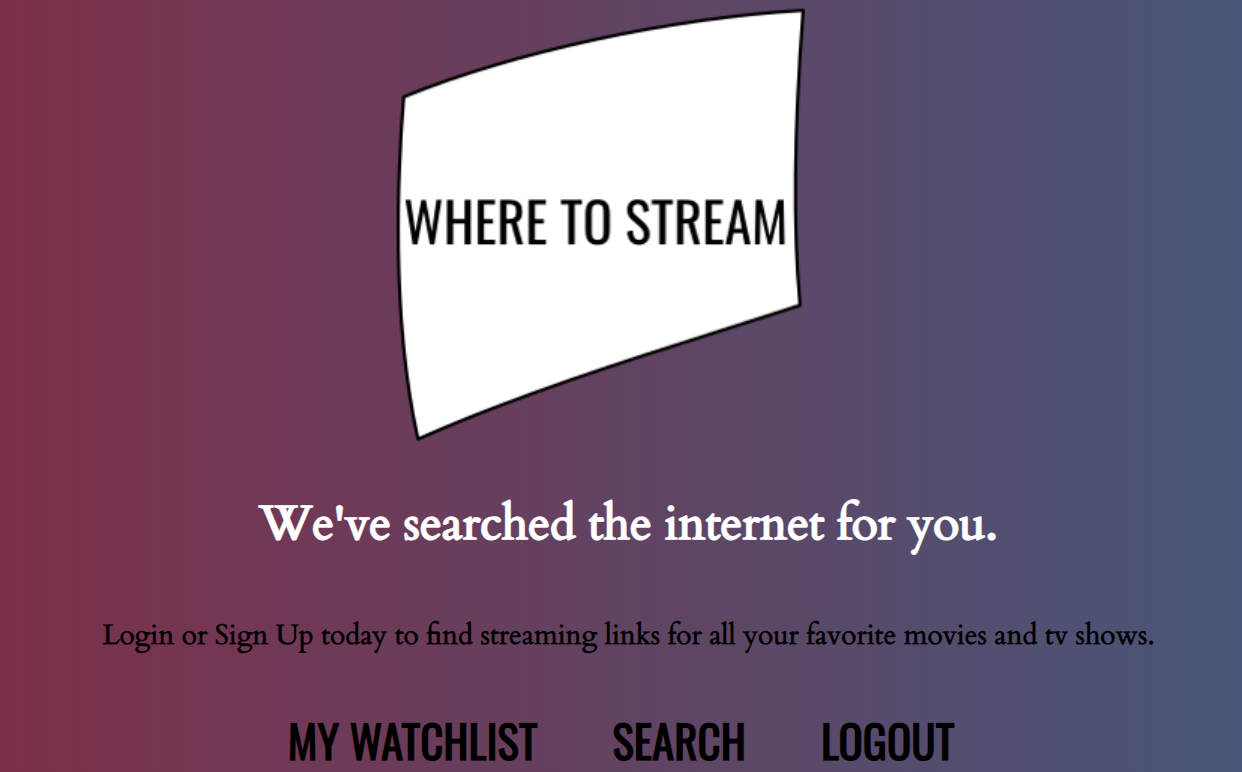 WHERE TO STREAM
We've searched the internet for you.
Login or Sign Up today to find streaming links for all your favorite movies and tv shows.
MY WATCHLIST SEARCH LOGOUT